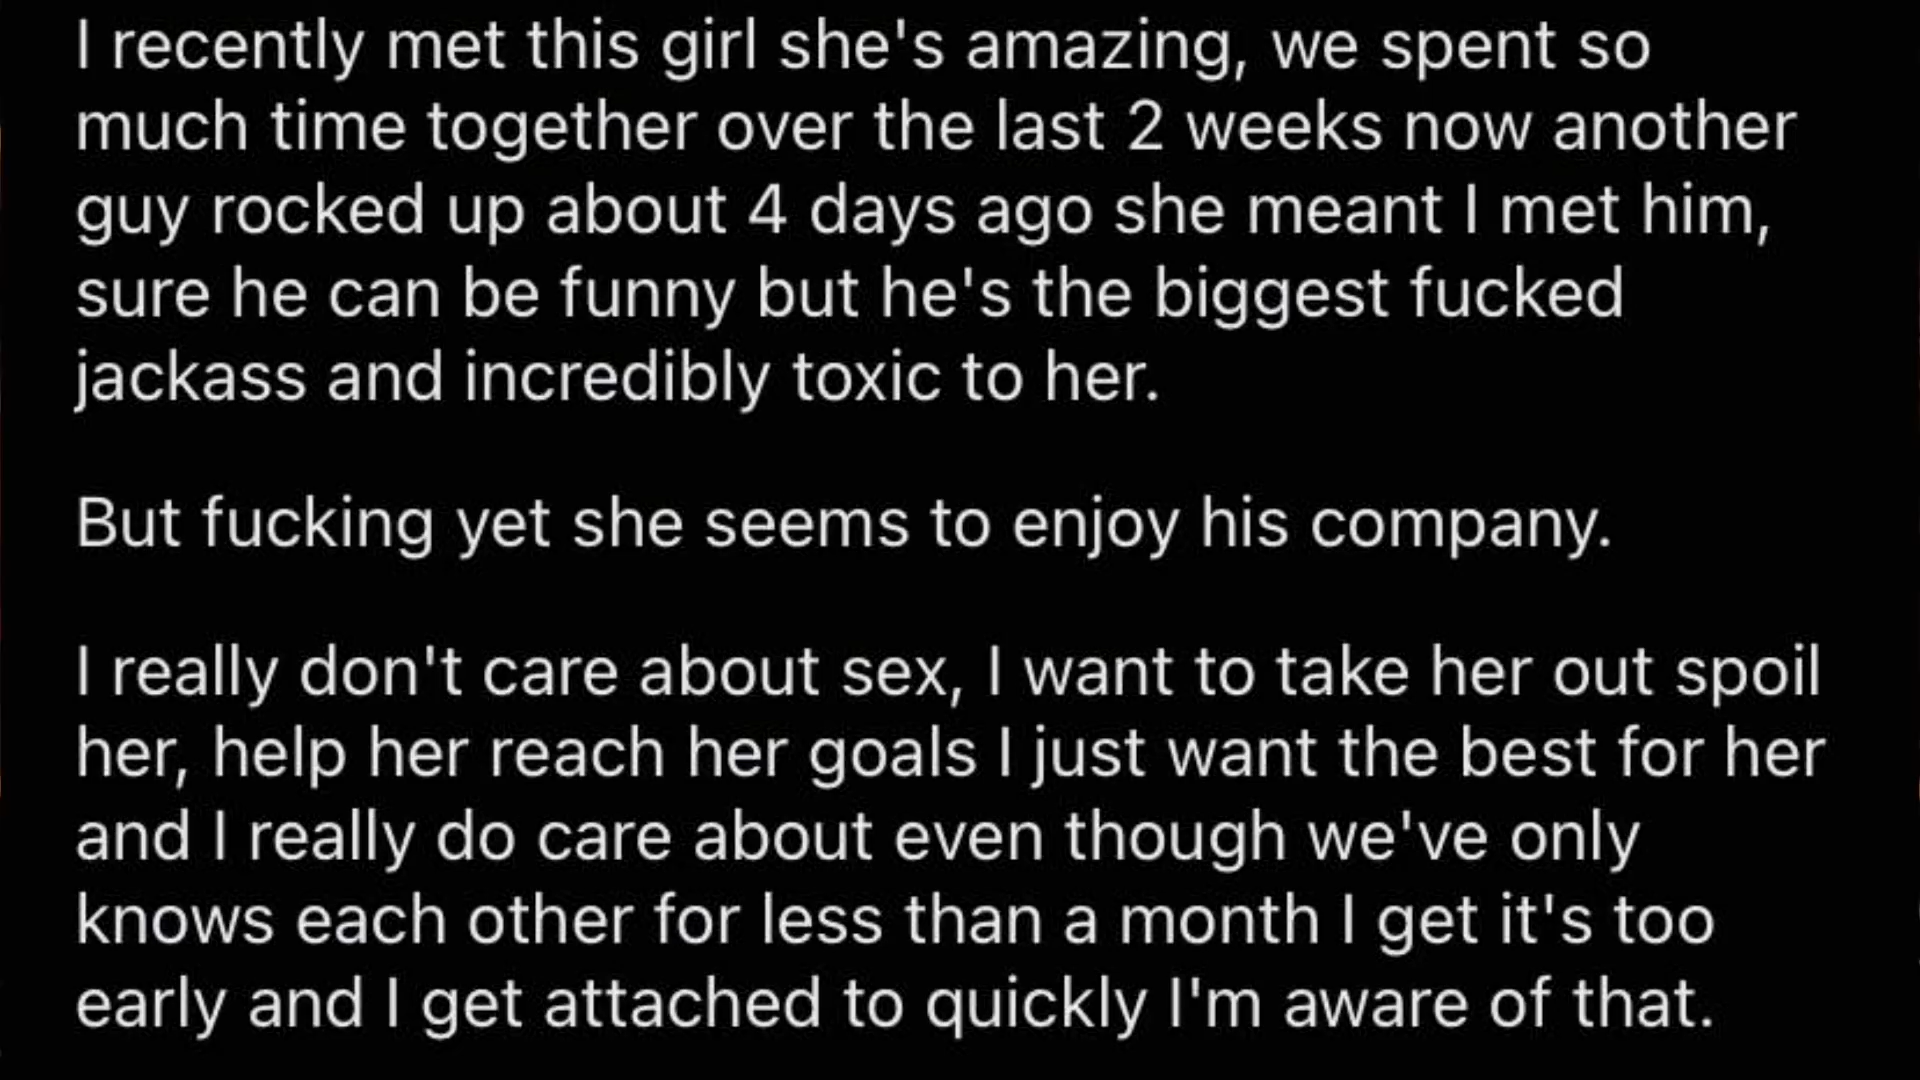 I recently met this girl she's amazing, we spent so
much time together over the last 2 weeks now another
guy rocked up about 4 days ago she meant I met him,
sure he can be funny but he's the biggest fucked
jackass and incredibly toxic to her.
But fucking yet she seems to enjoy his company.
I really don't care about sex, I want to take her out spoil
her, help her reach her goals I just want the best for her
and I really do care about even though we've only
knows each other for less than a month I get it's too
early and I get attached to quickly I'm aware of that.